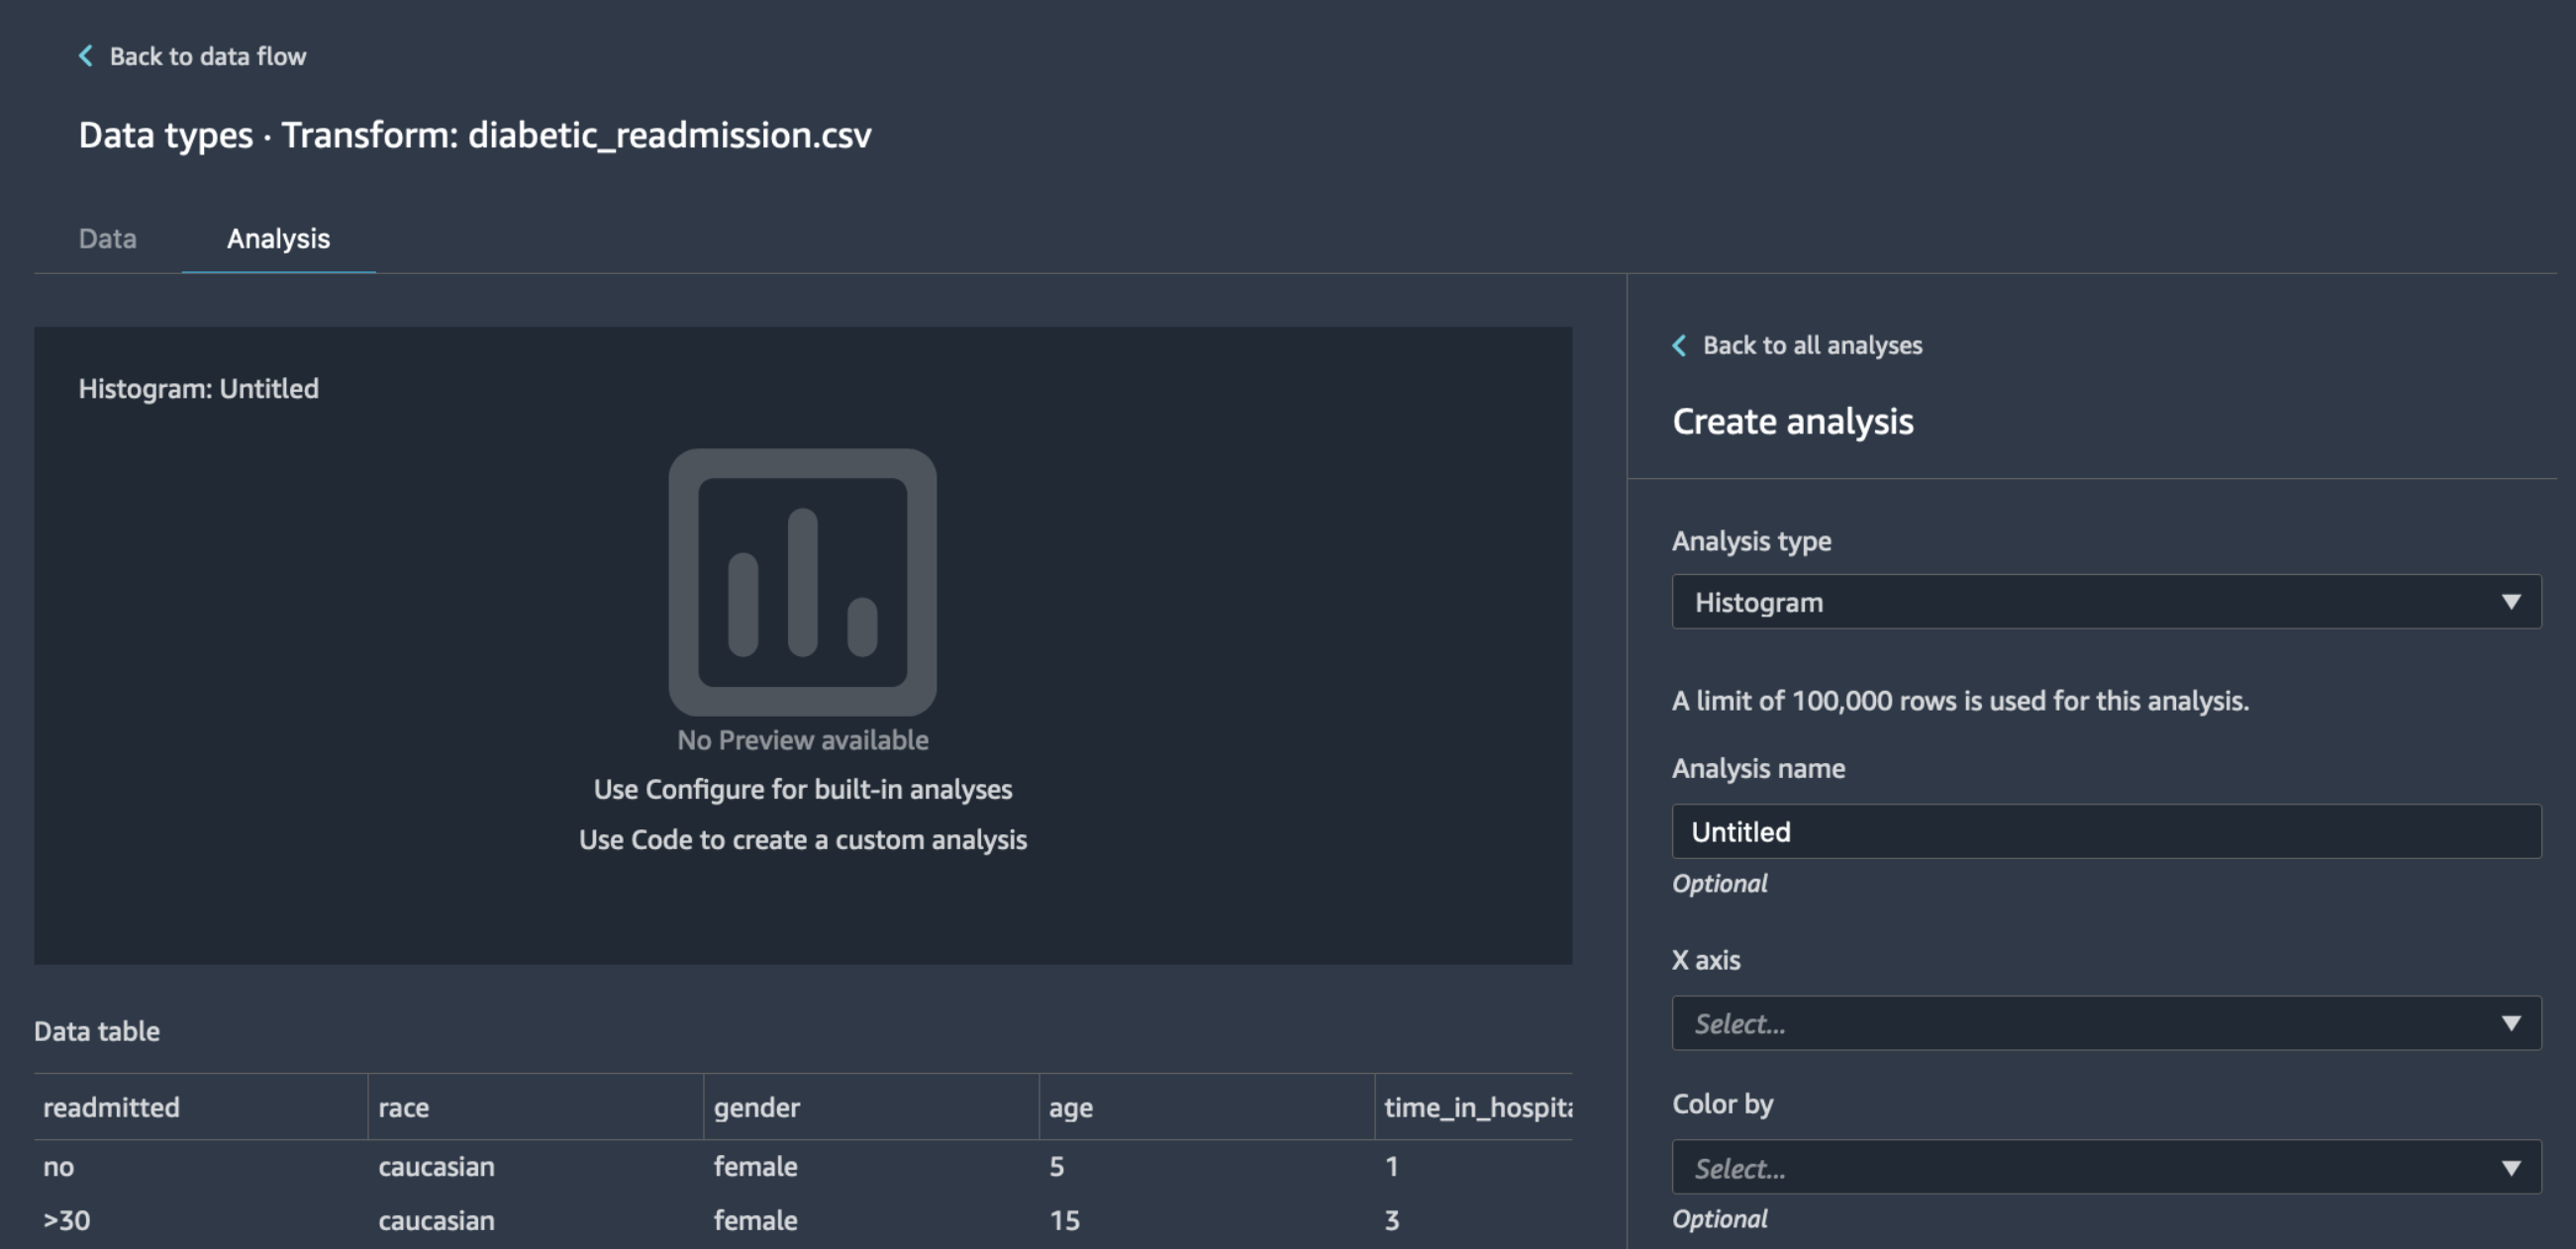 Back to data flow
Data types · Transform: diabetic_readmission.csv
Data Analysis
Histogram: Untitled
No Preview available
Use Configure for built-in analyses
Use Code to create a custom analysis
Data table
readmitted race gender age time_in_hospita
no caucasian female 5 1
>30 caucasian female 15 3
Back to all analyses
Create analysis
Analysis type
Histogram
A limit of 100,000 rows is used for this analysis.
Analysis name
Untitled
Optional
X axis
Select...
Color by
Select...
Optional